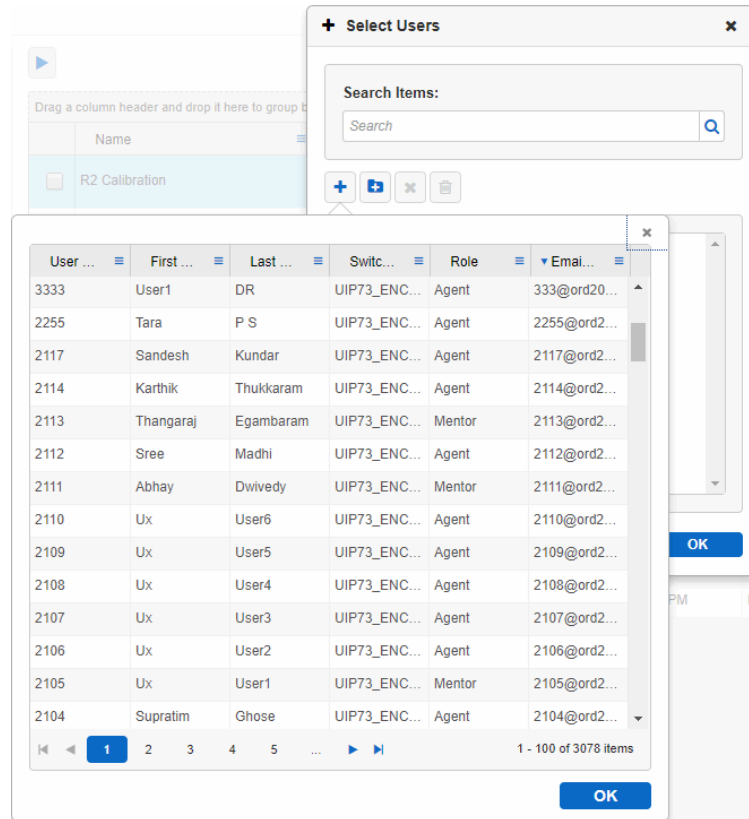 Select Users
Search Items:
Drag a column header and drop it here to group b
Search
Name
R2 Calibration
User ... First ... Last ... Switc... Role Emai...
3333 User1 DR UIP73_ENC... Agent 333@ord20...
2255 Tara P S UIP73_ENC... Agent 2255@ord2...
2117 Sandesh Kundar UIP73_ENC... Agent 2117@ord2...
2114 Karthik Thukkaram UIP73_ENC... Agent 2114@ord2...
2113 Thangaraj Egambaram UIP73_ENC... Mentor 2113@ord2...
2112 Sree Madhi UIP73_ENC... Agent 2112@ord2...
2111 Abhay Dwivedy UIP73_ENC... Mentor 2111@ord2...
2110 Ux User6 UIP73_ENC... Agent 2110@ord2...
OK
2109 Ux User5 UIP73_ENC... Agent 2109@ord2...
2108 Ux User4 UIP73_ENC... Agent 2108@ord2...
PM
2107 Ux User3 UIP73_ENC... Agent 2107@ord2...
2106 Ux User2 UIP73_ENC... Agent 2106@ord2...
2105 Ux User1 UIP73_ENC... Mentor 2105@ord2...
2104 Supratim Ghose UIP73_ENC... Agent 2104@ord2...
1 2 3 4 5 ... 1 - 100 of 3078 items
OK